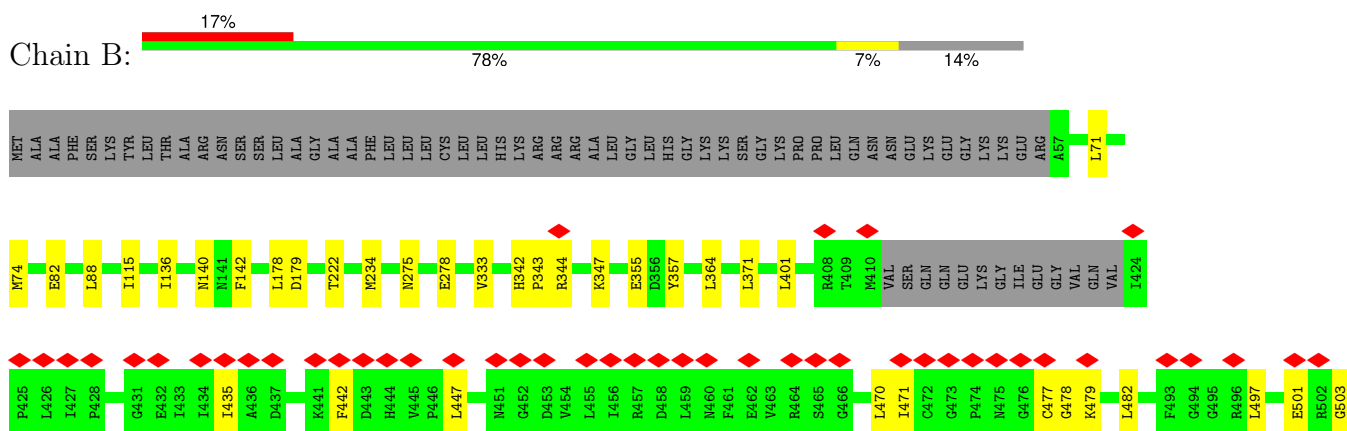 17%
Chain B:
78% 7% 14%
MET ALA ALA PHE SER LYS TYR LEU THR ALA ARG ASN SER SER LEU ALA GLY ALA ALA PHE LEU LEU LEU CYS LEU LEU HIS LYS ARG ARG ARG ALA LEU GLY LEU HIS GLY LYS LYS SER GLY LYS PRO PRO LEU GLN ASN ASN GLU LYS GLU GLY LYS LYS GLU ARG A57 L71
M74 E82 L88 I115 I136 N140 N141 F142 L178 D179 T222 M234 N275 E278 V333 H342 P343 R344 K347 E355 D356 Y357 L364 L371 L401 R408 T409 M410 VAL SER GLN GLN GLU LYS GLY ILE GLU GLY VAL GLN VAL I424
P425 L426 I427 P428 G431 E432 I433 I434 I435 A436 D437 K441 F442 D443 H444 V445 P446 L447 N451 G452 D453 V454 L455 I456 R457 D458 L459 N460 F461 E462 V463 R464 S465 G466 L470 I471 C472 G473 P474 N475 G476 C477 G478 K479 L482 F493 G494 G495 R496 L497 E501 R502 G503